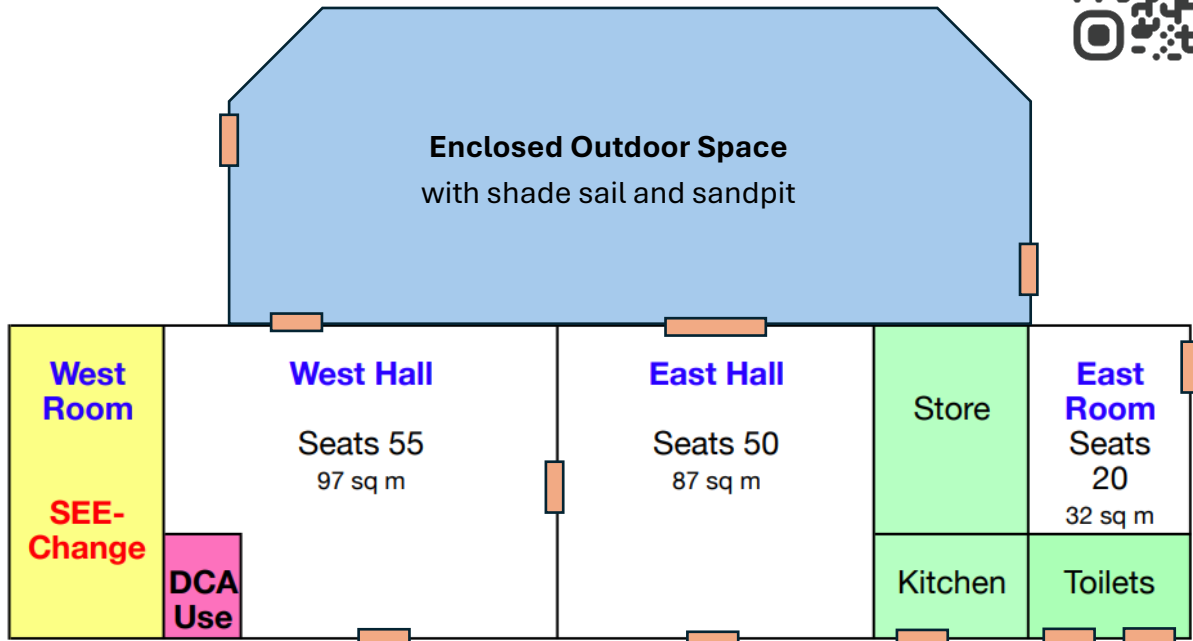 Enclosed Outdoor Space
with shade sail and sandpit
West
Room
SEE-
Change
DCA
Use
West Hall
Seats 55
97 sq m
East Hall
Seats 50
87 sq m
Store
Kitchen
East
Room
Seats
20
32 sq m
Toilets